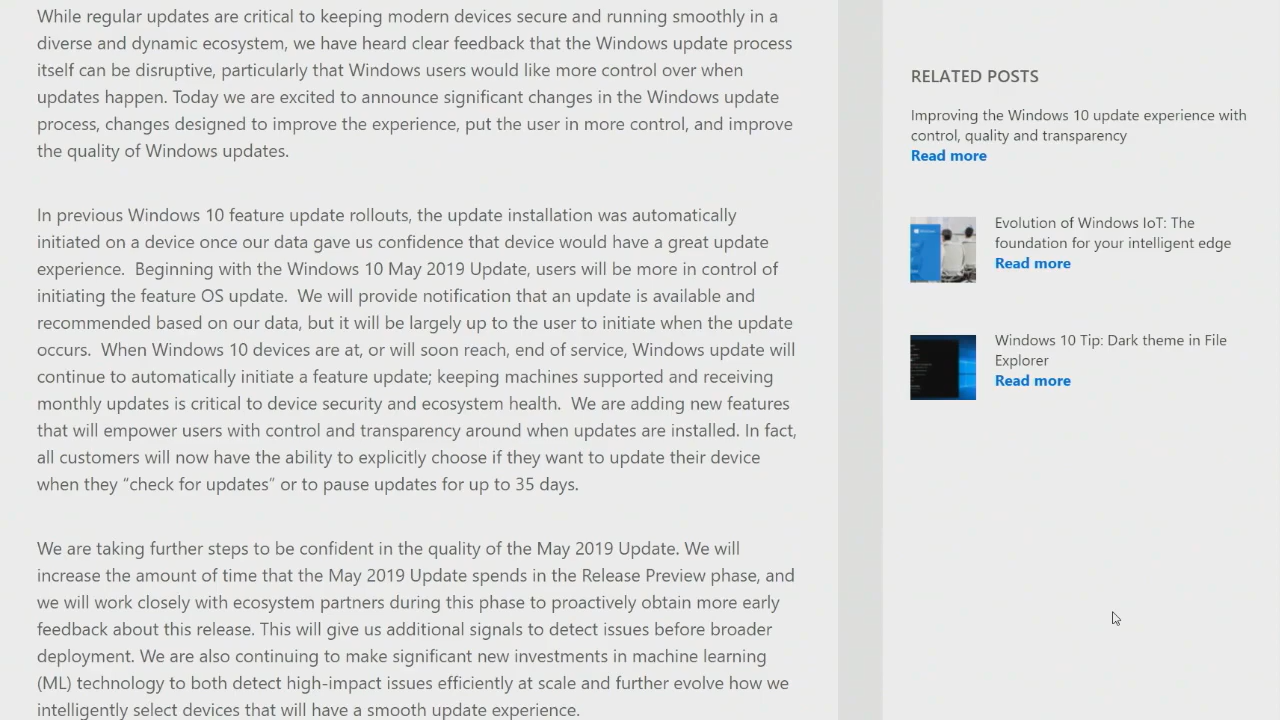 While regular updates are critical to keeping modern devices secure and running smoothly in a
diverse and dynamic ecosystem, we have heard clear feedback that the Windows update process
itself can be disruptive, particularly that Windows users would like more control over when
updates happen. Today we are excited to announce significant changes in the Windows update
process, changes designed to improve the experience, put the user in more control, and improve
the quality of Windows updates.
In previous Windows 10 feature update rollouts, the update installation was automatically
initiated on a device once our data gave us confidence that device would have a great update
experience.  Beginning with the Windows 10 May 2019 Update, users will be more in control of
initiating the feature OS update.  We will provide notification that an update is available and
recommended based on our data, but it will be largely up to the user to initiate when the update
occurs.  When Windows 10 devices are at, or will soon reach, end of service, Windows update will
continue to automatically initiate a feature update; keeping machines supported and receiving
monthly updates is critical to device security and ecosystem health.  We are adding new features
that will empower users with control and transparency around when updates are installed. In fact,
all customers will now have the ability to explicitly choose if they want to update their device
when they “check for updates” or to pause updates for up to 35 days.
We are taking further steps to be confident in the quality of the May 2019 Update. We will
increase the amount of time that the May 2019 Update spends in the Release Preview phase, and
we will work closely with ecosystem partners during this phase to proactively obtain more early
feedback about this release. This will give us additional signals to detect issues before broader
deployment. We are also continuing to make significant new investments in machine learning
(ML) technology to both detect high-impact issues efficiently at scale and further evolve how we
intelligently select devices that will have a smooth update experience.
RELATED POSTS
Improving the Windows 10 update experience with
control, quality and transparency
Read more
Evolution of Windows IoT: The
foundation for your intelligent edge
Read more
Windows 10 Tip: Dark theme in File
Explorer
Read more